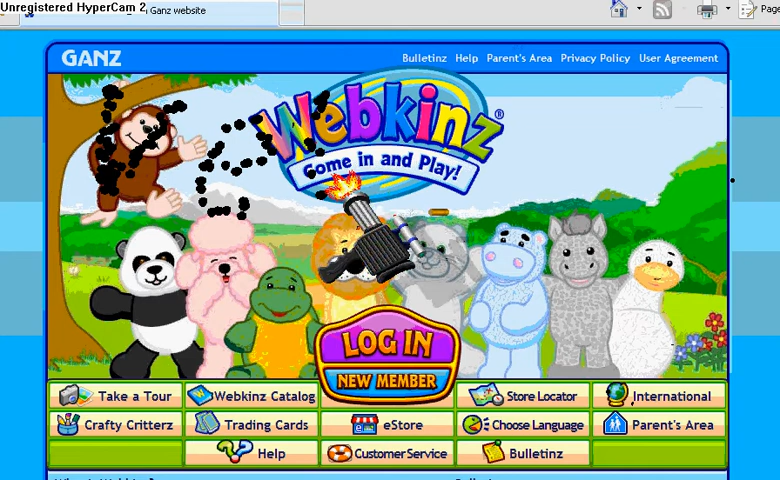 Unregistered HyperCam 2
Ganz website
Page
GANZ
Bulletinz Help Parent's Area Privacy Policy User Agreement
Webkinz®
Come in and Play!
LOG IN
NEW MEMBER
Take a Tour Webkinz Catalog Store Locator International
Crafty Critterz Trading Cards eStore Choose Language Parent's Area
Help Customer Service Bulletinz